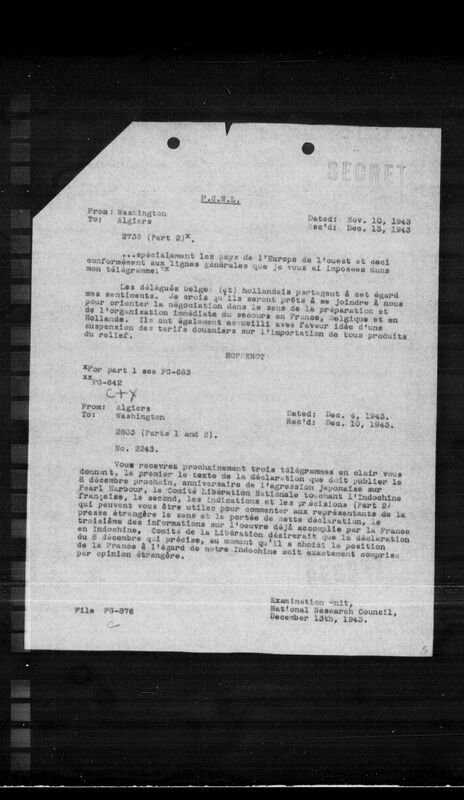 SECRET
F.C.N.L.
From: Washington
To: Algiers
Dated: Nov. 10, 1943
Rec'd: Dec. 13, 1943
2739 (Part 2)x.
...spécialement les pays de l'Europe de l'ouest et ceci
conformément aux lignes générales que je vous ai imposées dans
mon télégramme"xx
Les délégués belges (et) hollandais partagent à cet égard
mes sentiments. Je crois qu'ils seront prêts à se joindre à nous
pour orienter la négociation dans le sens de la préparation et
de l'organisation immédiate du secours en France, Belgique et en
Hollande. Ils ont également accueilli avec faveur idée d'une
suspension des tarifs douaniers sur l'importation de tous produits
du relief.
HOPPENOT
xFor part 1 see FG-683
xxFG-642
C+X
From: Algiers
To: Washington
Dated: Dec. 4, 1943.
Rec'd: Dec. 10, 1943.
2803 (Parts 1 and 2).
No. 2243.
Vous recevrez prochainement trois télégrammes en clair vous
donnant, la premier le texte de la déclaration que doit publier le
8 décembre prochain, anniversaire de l'agression japonaise sur
Pearl Harbour, le Comité Libération Nationale touchant l'Indochine
française, le second, les indications et les précisions (Part 2)
qui peuvent vous être utiles pour commenter aux représentants de la
presse étrangère le sens et la portée de cette déclaration, le
troisième des informations sur l'oeuvre déjà accomplie par la France
en Indochine, Comité de la Libération désirerait que la déclaration
du 8 décembre qui précise, au moment qu'il a choisi la position
de la France à l'égard de notre Indochine soit exactement comprise
par opinion étrangère.
SECRET
Examination Unit,
National Research Council,
December 13th, 1943.
File FG-876
C